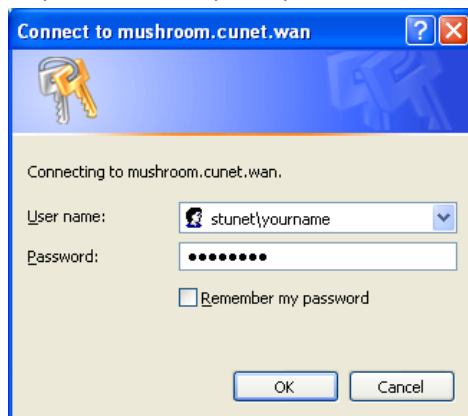 Connect to mushroom.cunet.wan
Connecting to mushroom.cunet.wan.
User name: stunet\yourname
Password: ●●●●●●●●
Remember my password
OK Cancel